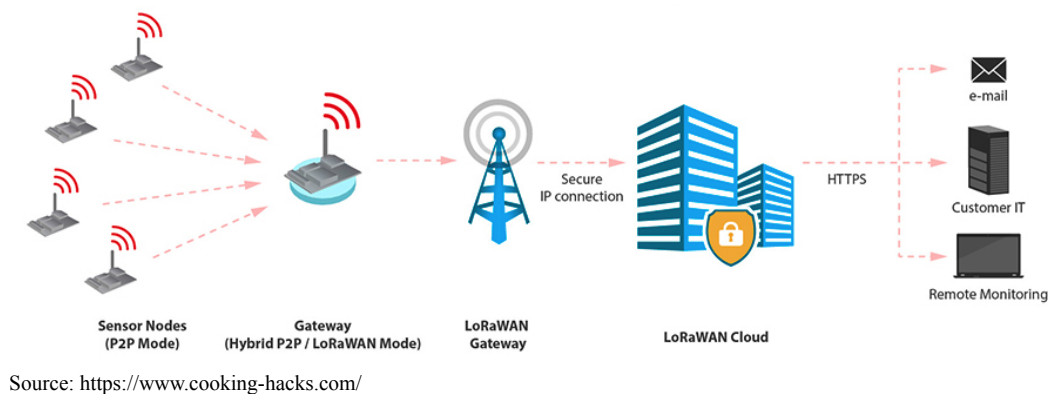 e-mail
Secure
IP connection
HTTPS
Customer IT
Remote Monitoring
Sensor Nodes
(P2P Mode)
Gateway
(Hybrid P2P / LoRaWAN Mode)
LoRaWAN
Gateway
LoRaWAN Cloud
Source: https://www.cooking-hacks.com/